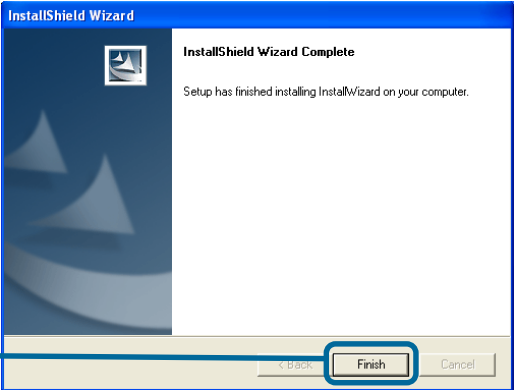 InstallShield Wizard
InstallShield Wizard Complete
Setup has finished installing InstallWizard on your computer.
< Back Finish Cancel